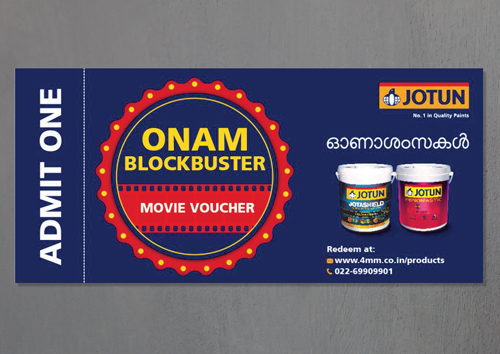 ADMIT ONE
ONAM
BLOCKBUSTER
MOVIE VOUCHER
JOTUN
No. 1 in Quality Paints
ഓണാശംസകൾ
JOTUN
JOTASHIELD
JOTUN
Redeem at:
www.4mm.co.in/products
022-69909901